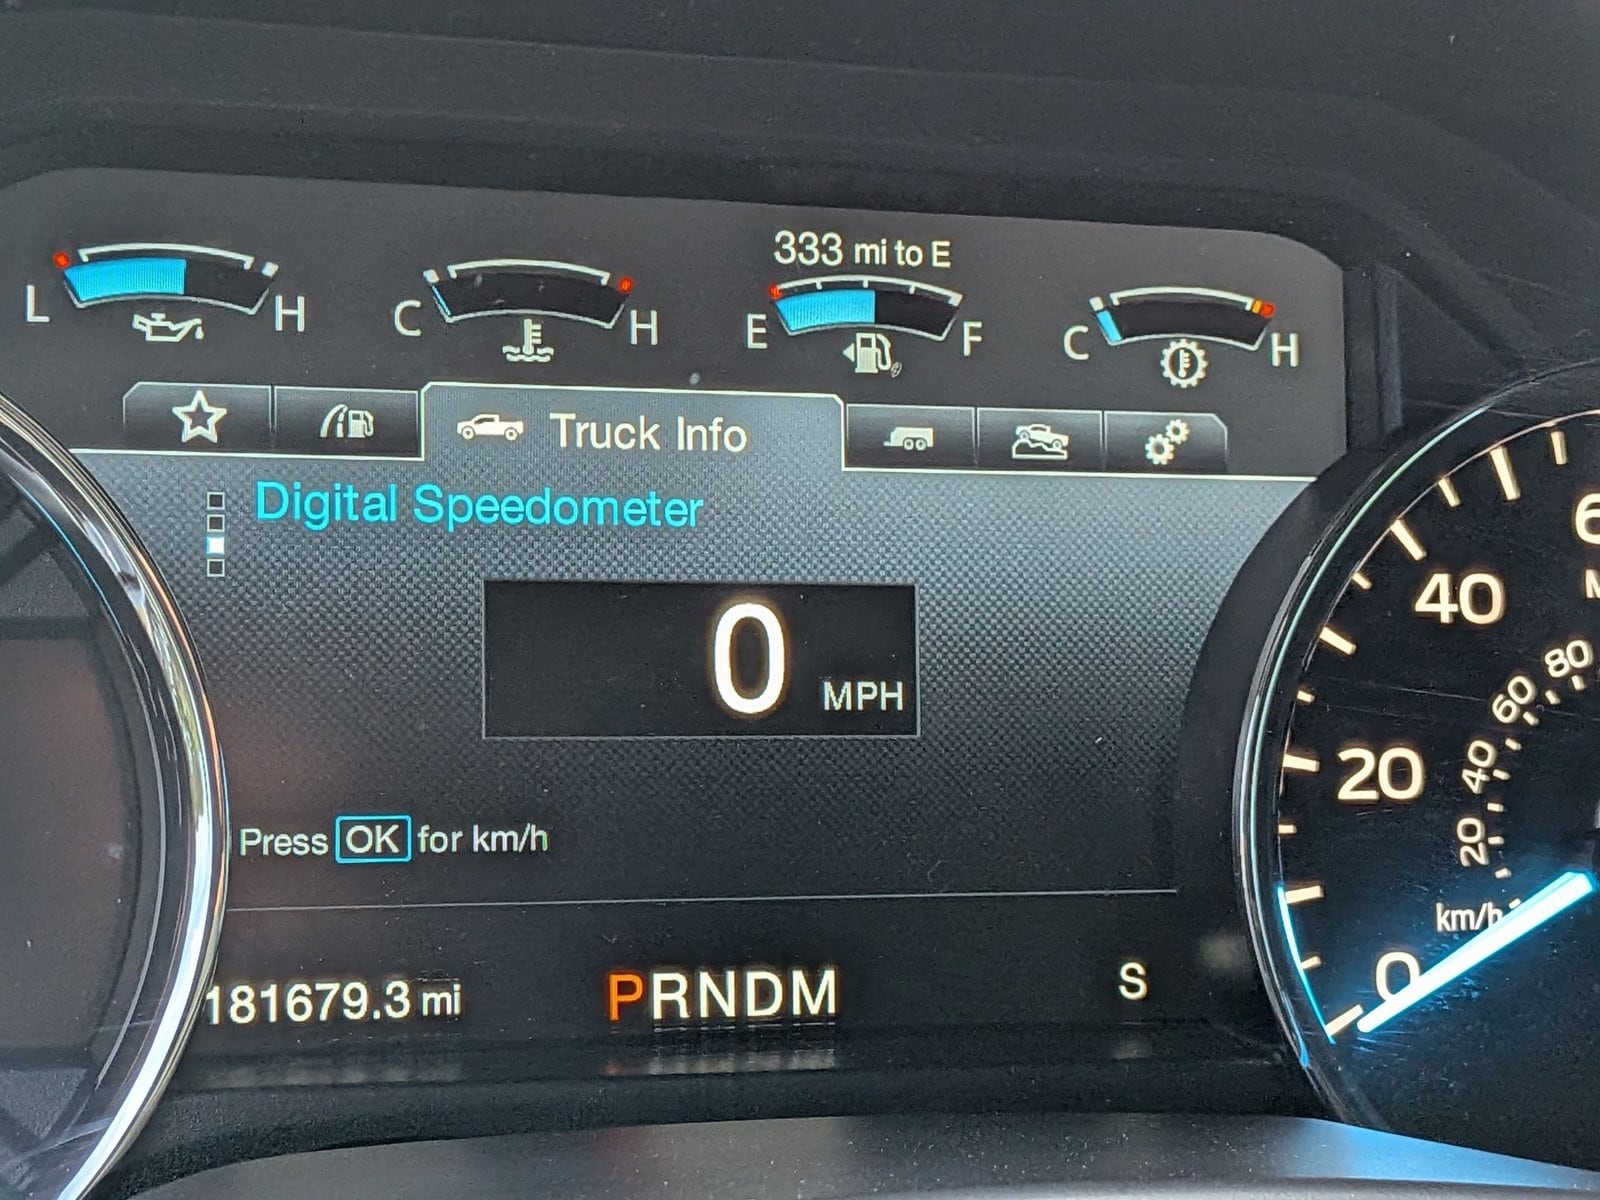 333 mi to E
L H C H E F C H
Truck Info
Digital Speedometer
0 MPH
Press OK for km/h
181679.3 mi PRNDM S
40
20
0
80
60
40
20
km/h